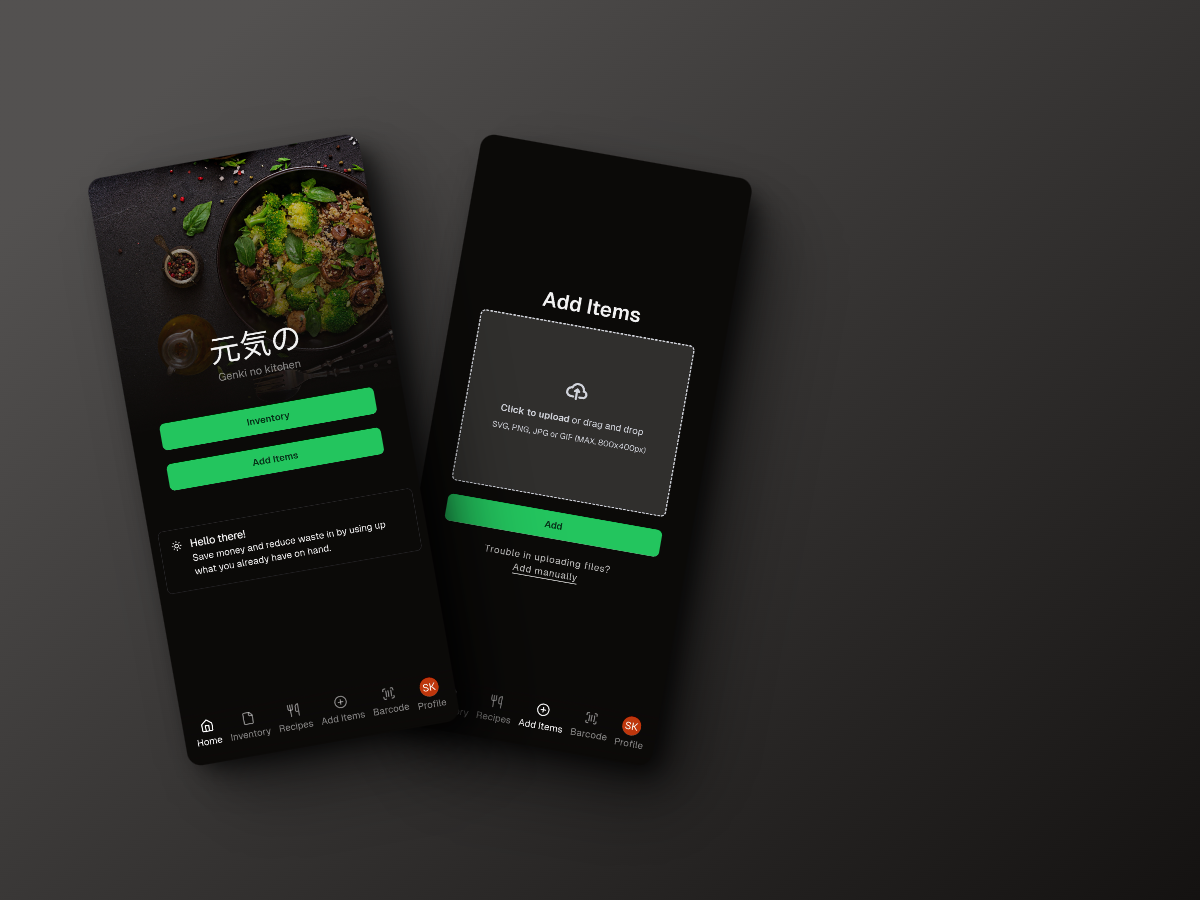 元気の
Genki no kitchen
Inventory
Add Items
Hello there!
Save money and reduce waste in by using up
what you already have on hand.
Home
Inventory
Recipes
Add Items
Barcode
SK
Profile
Add Items
Click to upload or drag and drop
SVG, PNG, JPG or GIF (MAX. 800x400px)
Add
Trouble in uploading files?
Add manually
ry
Recipes
Add Items
Barcode
SK
Profile